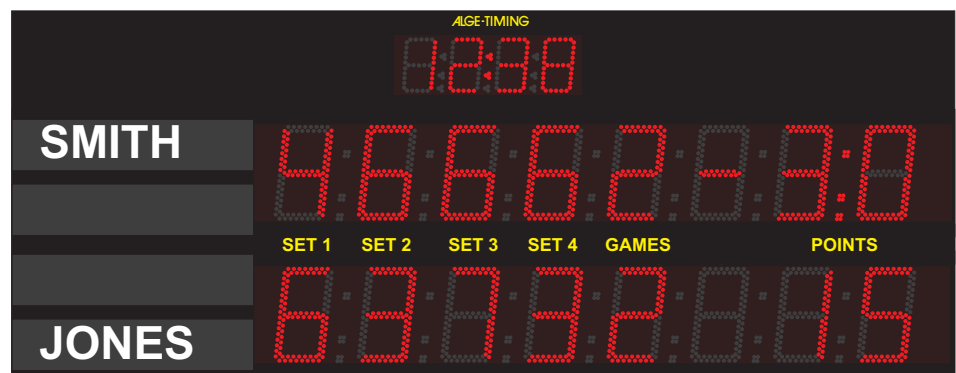 ALGE-TIMING
12:38
SMITH 4 6 6 6 2 - 3:0
SET 1 SET 2 SET 3 SET 4 GAMES POINTS
JONES 6 3 7 3 2 15